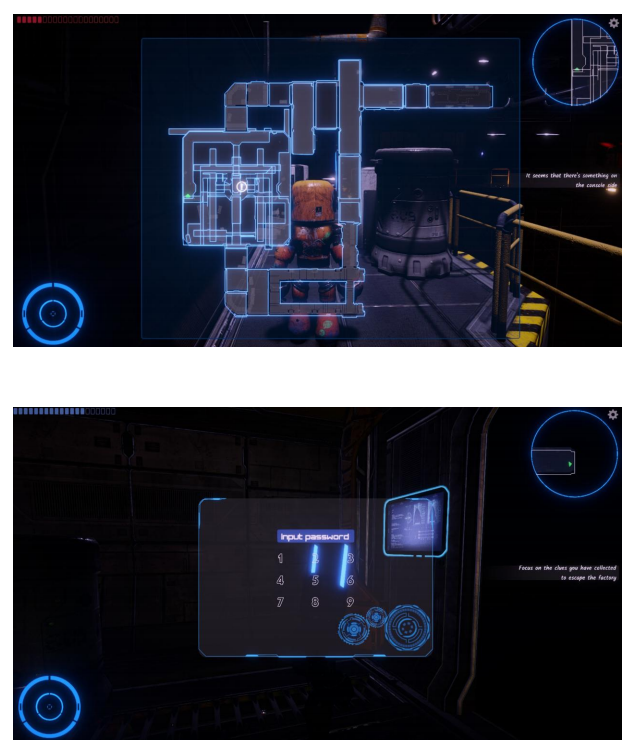 It seems that there's something on
the console side
Input password
1 3
4 5 6
7 8 9
Focus on the clues you have collected
to escape the factory